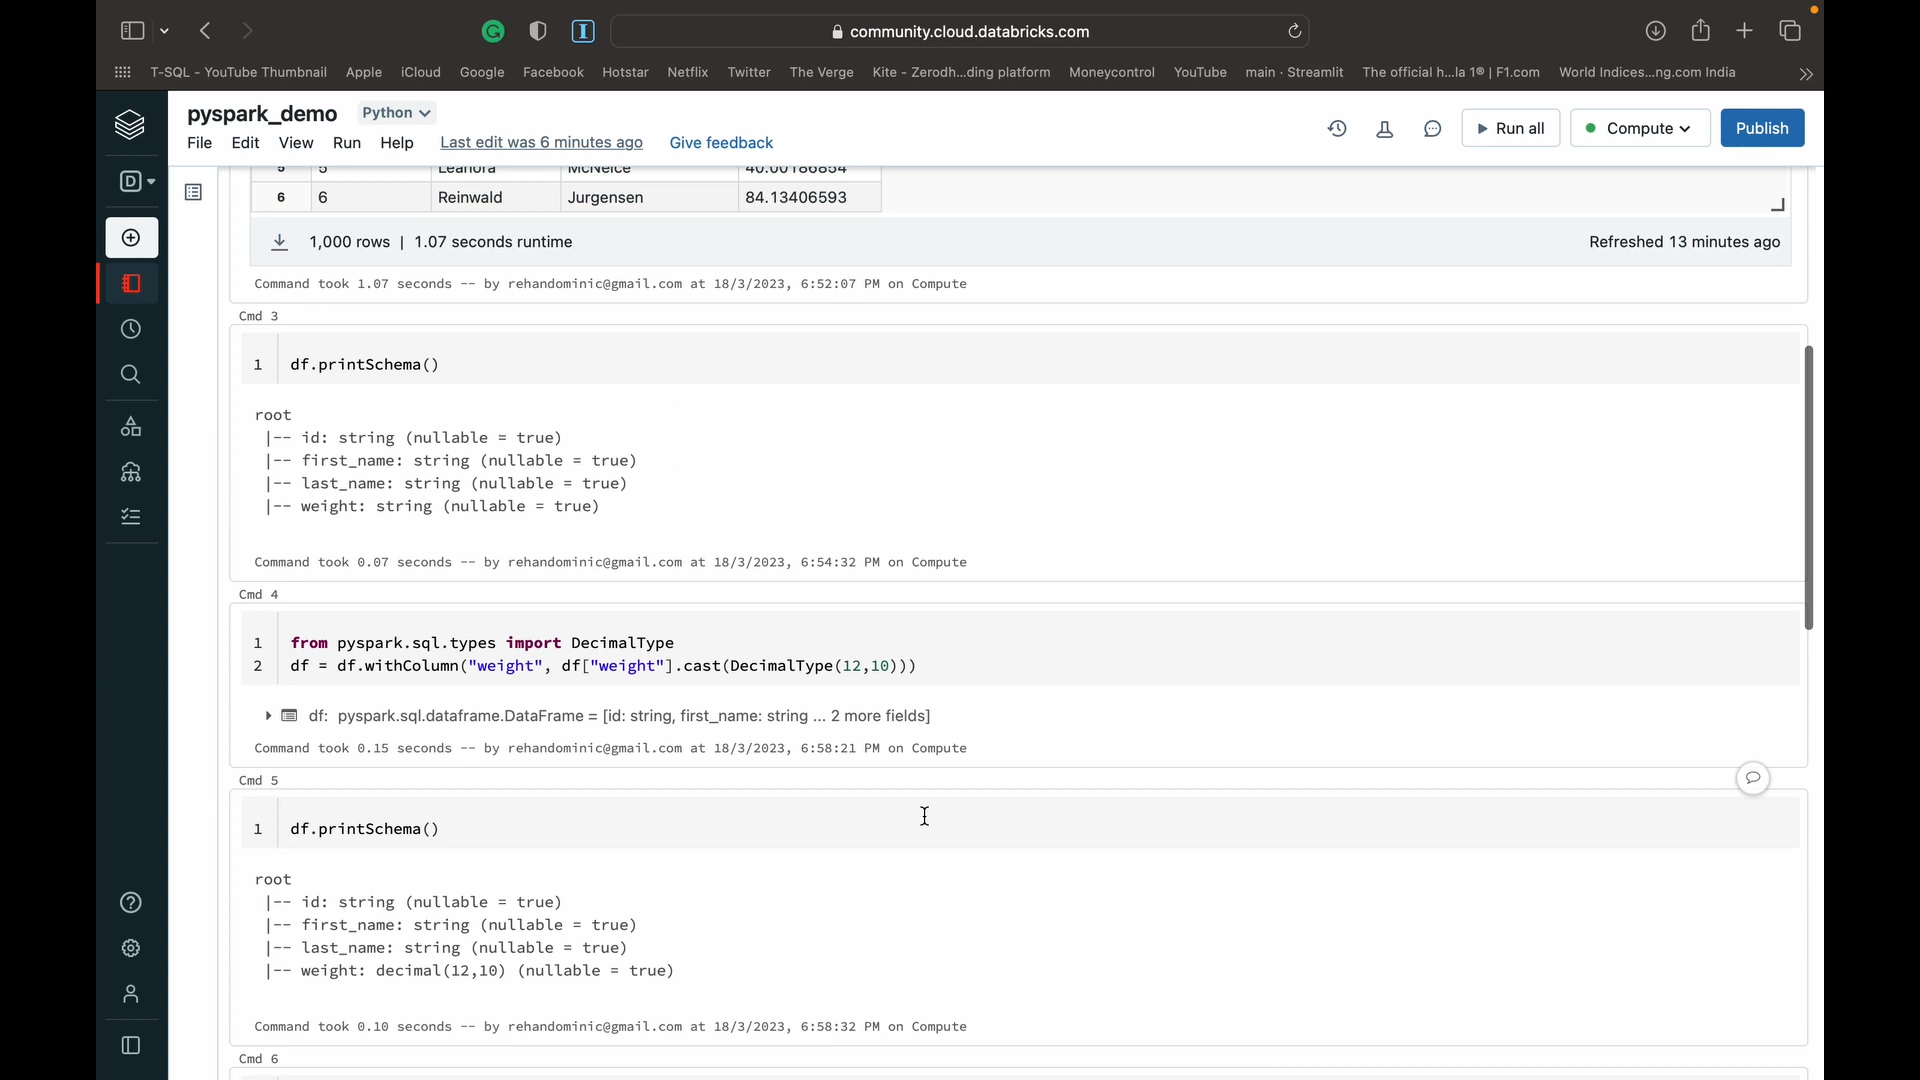 community.cloud.databricks.com
T-SQL - YouTube Thumbnail Apple iCloud Google Facebook Hotstar Netflix Twitter The Verge Kite - Zerodh...ding platform Moneycontrol YouTube main · Streamlit The official h...la 1® | F1.com World Indices...ng.com India
pyspark_demo Python
File Edit View Run Help Last edit was 6 minutes ago Give feedback
Run all Compute Publish
5 5 Leanora McNeice 40.00186854
6 6 Reinwald Jurgensen 84.13406593
1,000 rows | 1.07 seconds runtime Refreshed 13 minutes ago
Command took 1.07 seconds -- by rehandominic@gmail.com at 18/3/2023, 6:52:07 PM on Compute
Cmd 3
1 df.printSchema()
root
|-- id: string (nullable = true)
|-- first_name: string (nullable = true)
|-- last_name: string (nullable = true)
|-- weight: string (nullable = true)
Command took 0.07 seconds -- by rehandominic@gmail.com at 18/3/2023, 6:54:32 PM on Compute
Cmd 4
1 from pyspark.sql.types import DecimalType
2 df = df.withColumn("weight", df["weight"].cast(DecimalType(12,10)))
df: pyspark.sql.dataframe.DataFrame = [id: string, first_name: string ... 2 more fields]
Command took 0.15 seconds -- by rehandominic@gmail.com at 18/3/2023, 6:58:21 PM on Compute
Cmd 5
1 df.printSchema()
root
|-- id: string (nullable = true)
|-- first_name: string (nullable = true)
|-- last_name: string (nullable = true)
|-- weight: decimal(12,10) (nullable = true)
Command took 0.10 seconds -- by rehandominic@gmail.com at 18/3/2023, 6:58:32 PM on Compute
Cmd 6